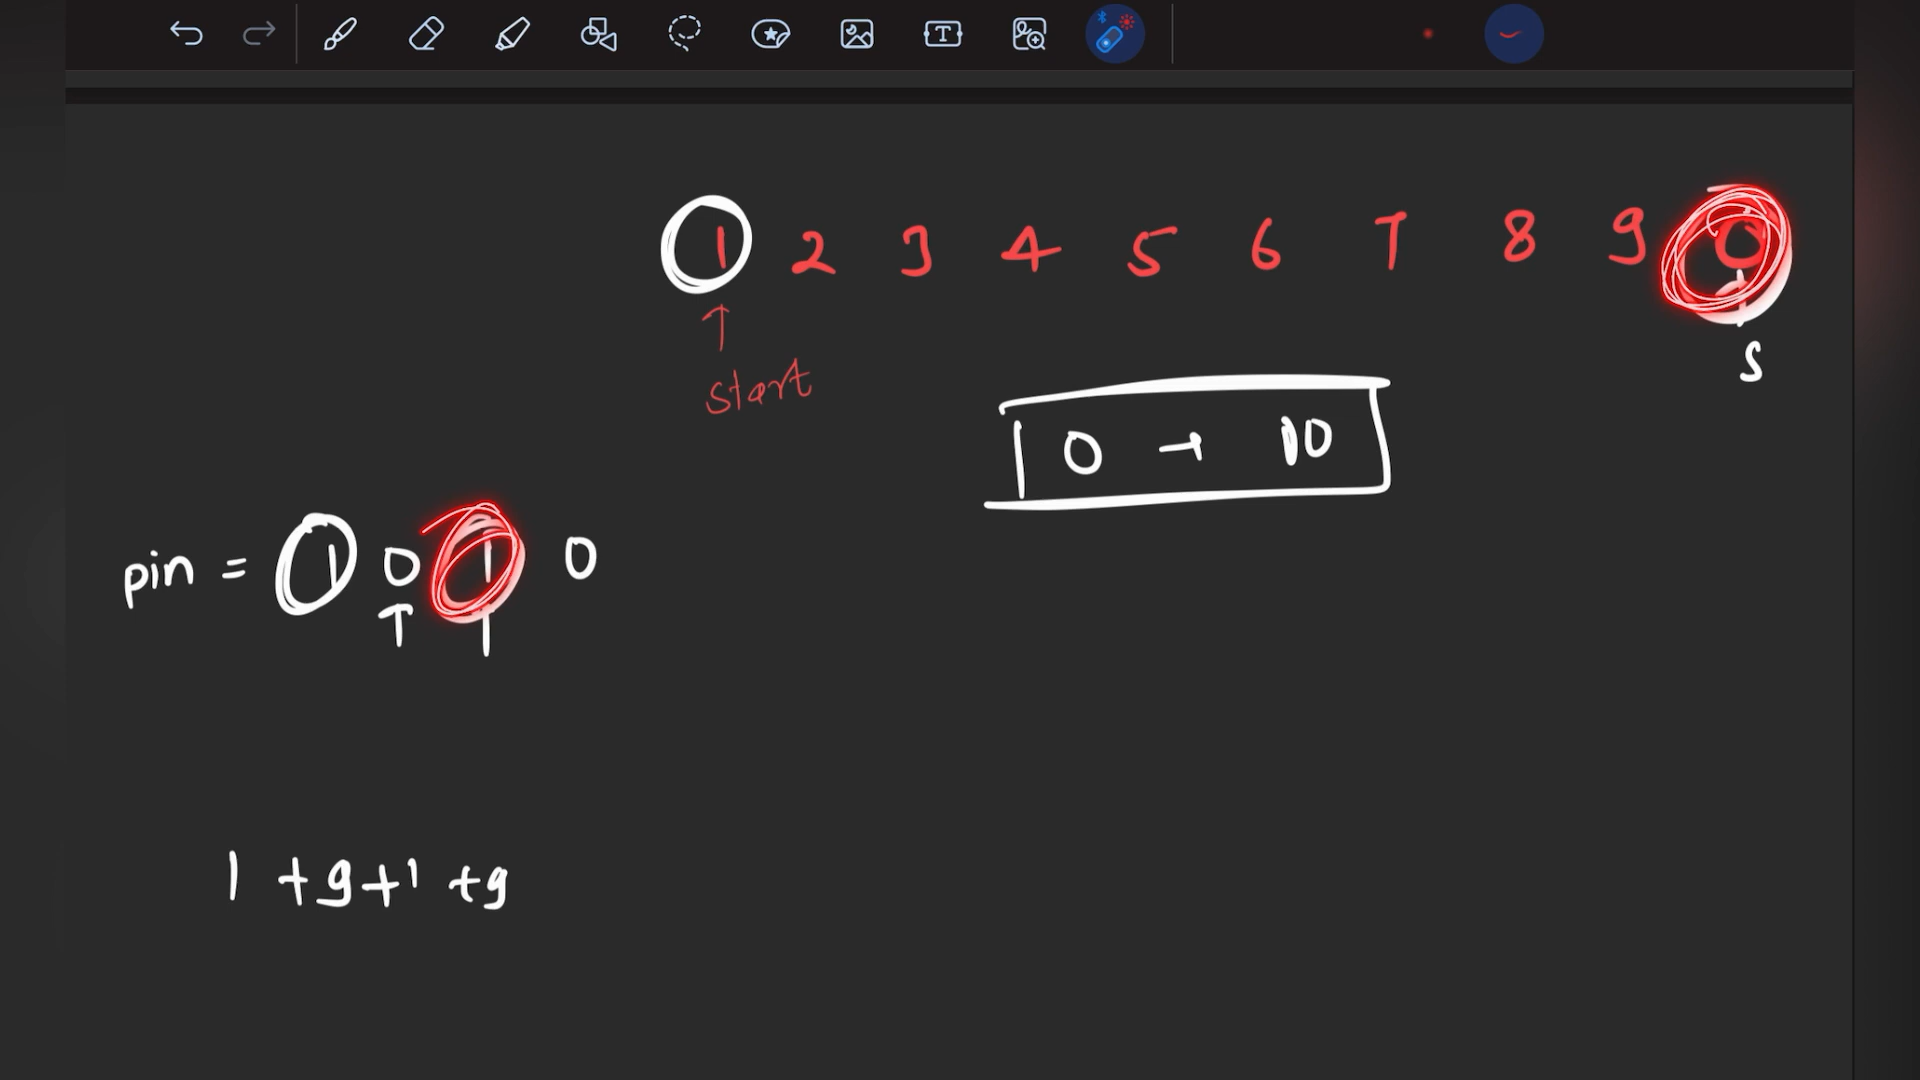 1 2 3 4 5 6 7 8 9 0
start
S
0 → 10
pin = 1 0 1 0
1 + 9 + 1 + 9